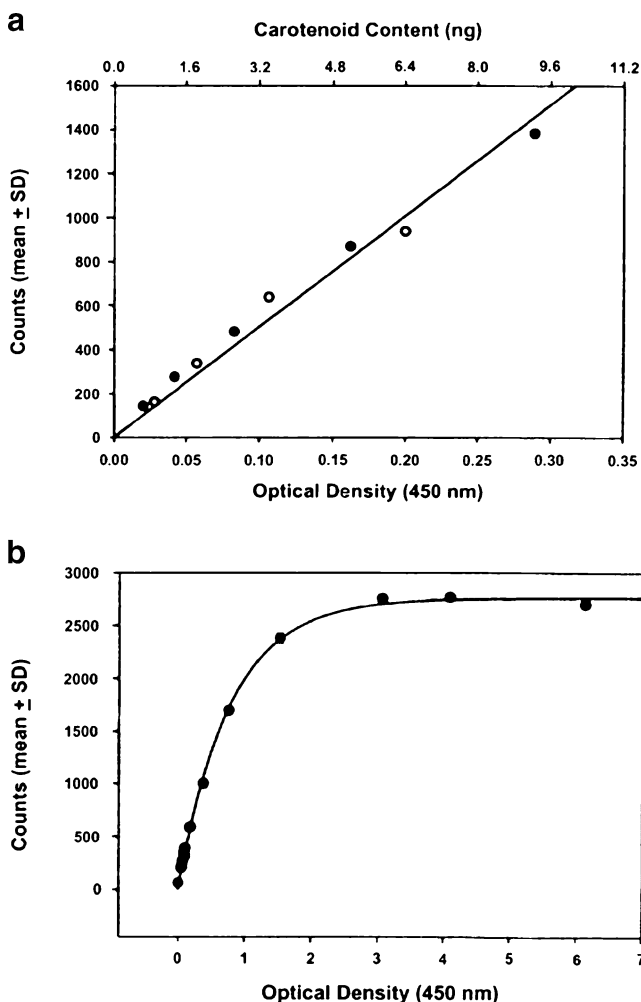 a
Carotenoid Content (ng)
0.0 1.6 3.4 4.8 6.4 8.0 9.6 11.2
1600
1400
1000
800
600
400
200
0
Counts (mean ± SD)
0.00 0.05 0.10 0.15 0.20 0.25 0.30 0.35
Optical Density (450 nm)
b
3000
2500
2000
1500
1000
500
0
Counts (mean ± SD)
0 1 2 3 4 5 6 7
Optical Density (450 nm)